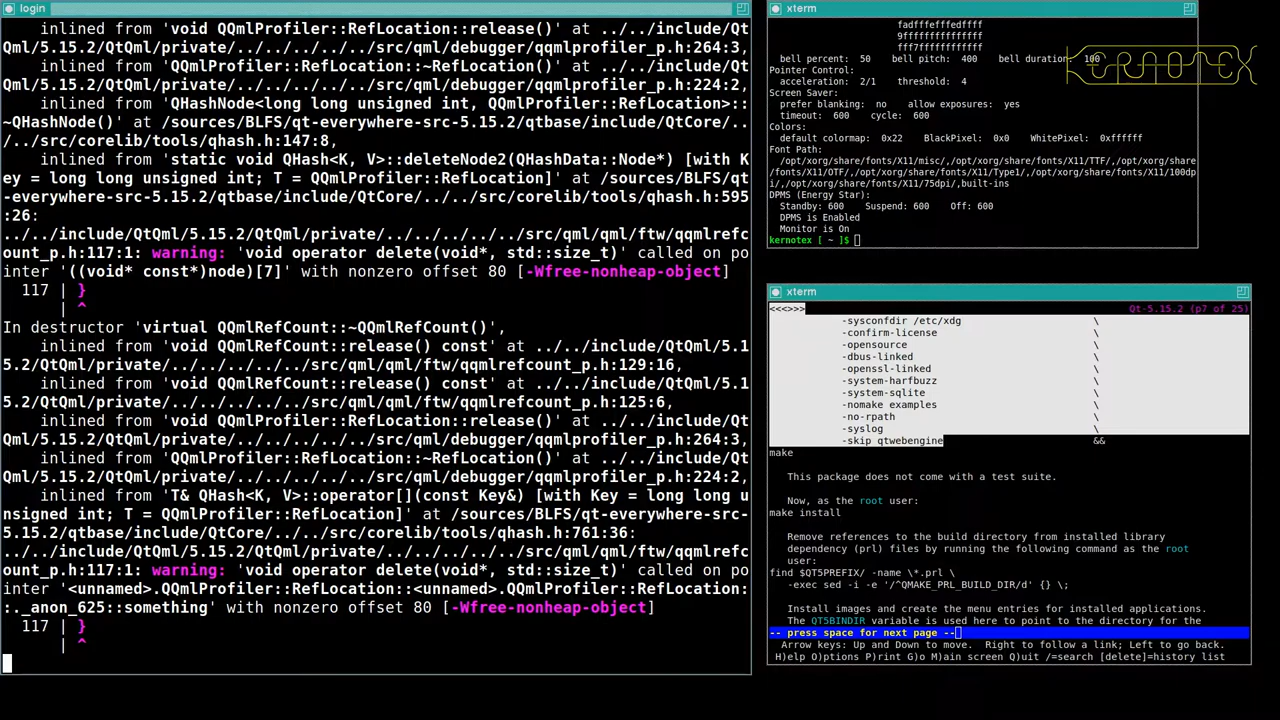 login
inlined from 'void QQmlProfiler::RefLocation::release()' at ../../include/Qt
Qml/5.15.2/QtQml/private/../../../../../src/qml/debugger/qqmlprofiler_p.h:264:3,
inlined from 'QQmlProfiler::RefLocation::~RefLocation()' at ../../include/Qt
Qml/5.15.2/QtQml/private/../../../../../src/qml/debugger/qqmlprofiler_p.h:224:2,
inlined from 'QHashNode<long long unsigned int, QQmlProfiler::RefLocation>::
~QHashNode()' at /sources/BLFS/qt-everywhere-src-5.15.2/qtbase/include/QtCore/..
/../src/corelib/tools/qhash.h:147:8,
inlined from 'static void QHash<K, V>::deleteNode2(QHashData::Node*) [with K
ey = long long unsigned int; T = QQmlProfiler::RefLocation]' at /sources/BLFS/qt
-everywhere-src-5.15.2/qtbase/include/QtCore/../../src/corelib/tools/qhash.h:595
:26:
../../include/QtQml/5.15.2/QtQml/private/../../../../../src/qml/qml/ftw/qqmlrefc
ount_p.h:117:1: warning: 'void operator delete(void*, std::size_t)' called on po
inter '((void* const*)node)[7]' with nonzero offset 80 [-Wfree-nonheap-object]
117 | }
| ^
In destructor 'virtual QQmlRefCount::~QQmlRefCount()',
inlined from 'void QQmlRefCount::release() const' at ../../include/QtQml/5.1
5.2/QtQml/private/../../../../../src/qml/qml/ftw/qqmlrefcount_p.h:129:16,
inlined from 'void QQmlRefCount::release() const' at ../../include/QtQml/5.1
5.2/QtQml/private/../../../../../src/qml/qml/ftw/qqmlrefcount_p.h:125:6,
inlined from 'void QQmlProfiler::RefLocation::release()' at ../../include/Qt
Qml/5.15.2/QtQml/private/../../../../../src/qml/debugger/qqmlprofiler_p.h:264:3,
inlined from 'QQmlProfiler::RefLocation::~RefLocation()' at ../../include/Qt
Qml/5.15.2/QtQml/private/../../../../../src/qml/debugger/qqmlprofiler_p.h:224:2,
inlined from 'T& QHash<K, V>::operator[](const Key&) [with Key = long long u
nsigned int; T = QQmlProfiler::RefLocation]' at /sources/BLFS/qt-everywhere-src-
5.15.2/qtbase/include/QtCore/../../src/corelib/tools/qhash.h:761:36:
../../include/QtQml/5.15.2/QtQml/private/../../../../../src/qml/qml/ftw/qqmlrefc
ount_p.h:117:1: warning: 'void operator delete(void*, std::size_t)' called on po
inter '<unnamed>.QQmlProfiler::<unnamed>.QQmlProfiler::RefLocation:
:._anon_625::something' with nonzero offset 80 [-Wfree-nonheap-object]
117 | }
| ^
xterm
fadfffefffedffff
9fffffffffffffff
fff7ffffffffffff
bell percent: 50 bell pitch: 400 bell duration: 100
Pointer Control:
acceleration: 2/1 threshold: 4
Screen Saver:
prefer blanking: no allow exposures: yes
timeout: 600 cycle: 600
Colors:
default colormap: 0x22 BlackPixel: 0x0 WhitePixel: 0xffffff
Font Path:
/opt/xorg/share/fonts/X11/misc/,/opt/xorg/share/fonts/X11/TTF/,/opt/xorg/share
/fonts/X11/OTF/,/opt/xorg/share/fonts/X11/Type1/,/opt/xorg/share/fonts/X11/100dp
i/,/opt/xorg/share/fonts/X11/75dpi/,built-ins
DPMS (Energy Star):
Standby: 600 Suspend: 600 Off: 600
DPMS is Enabled
Monitor is On
kernotex [ ~ ]$
KERNOTEX
xterm
<<<>>> Qt-5.15.2 (p7 of 25)
-sysconfdir /etc/xdg \
-confirm-license \
-opensource \
-dbus-linked \
-openssl-linked \
-system-harfbuzz \
-system-sqlite \
-nomake examples \
-no-rpath \
-syslog \
-skip qtwebengine &&
make
This package does not come with a test suite.
Now, as the root user:
make install
Remove references to the build directory from installed library
dependency (prl) files by running the following command as the root
user:
find $QT5PREFIX/ -name \*.prl \
-exec sed -i -e '/^QMAKE_PRL_BUILD_DIR/d' {} \;
Install images and create the menu entries for installed applications.
The QT5BINDIR variable is used here to point to the directory for the
-- press space for next page --
Arrow keys: Up and Down to move. Right to follow a link; Left to go back.
H)elp O)ptions P)rint G)o M)ain screen Q)uit /=search [delete]=history list